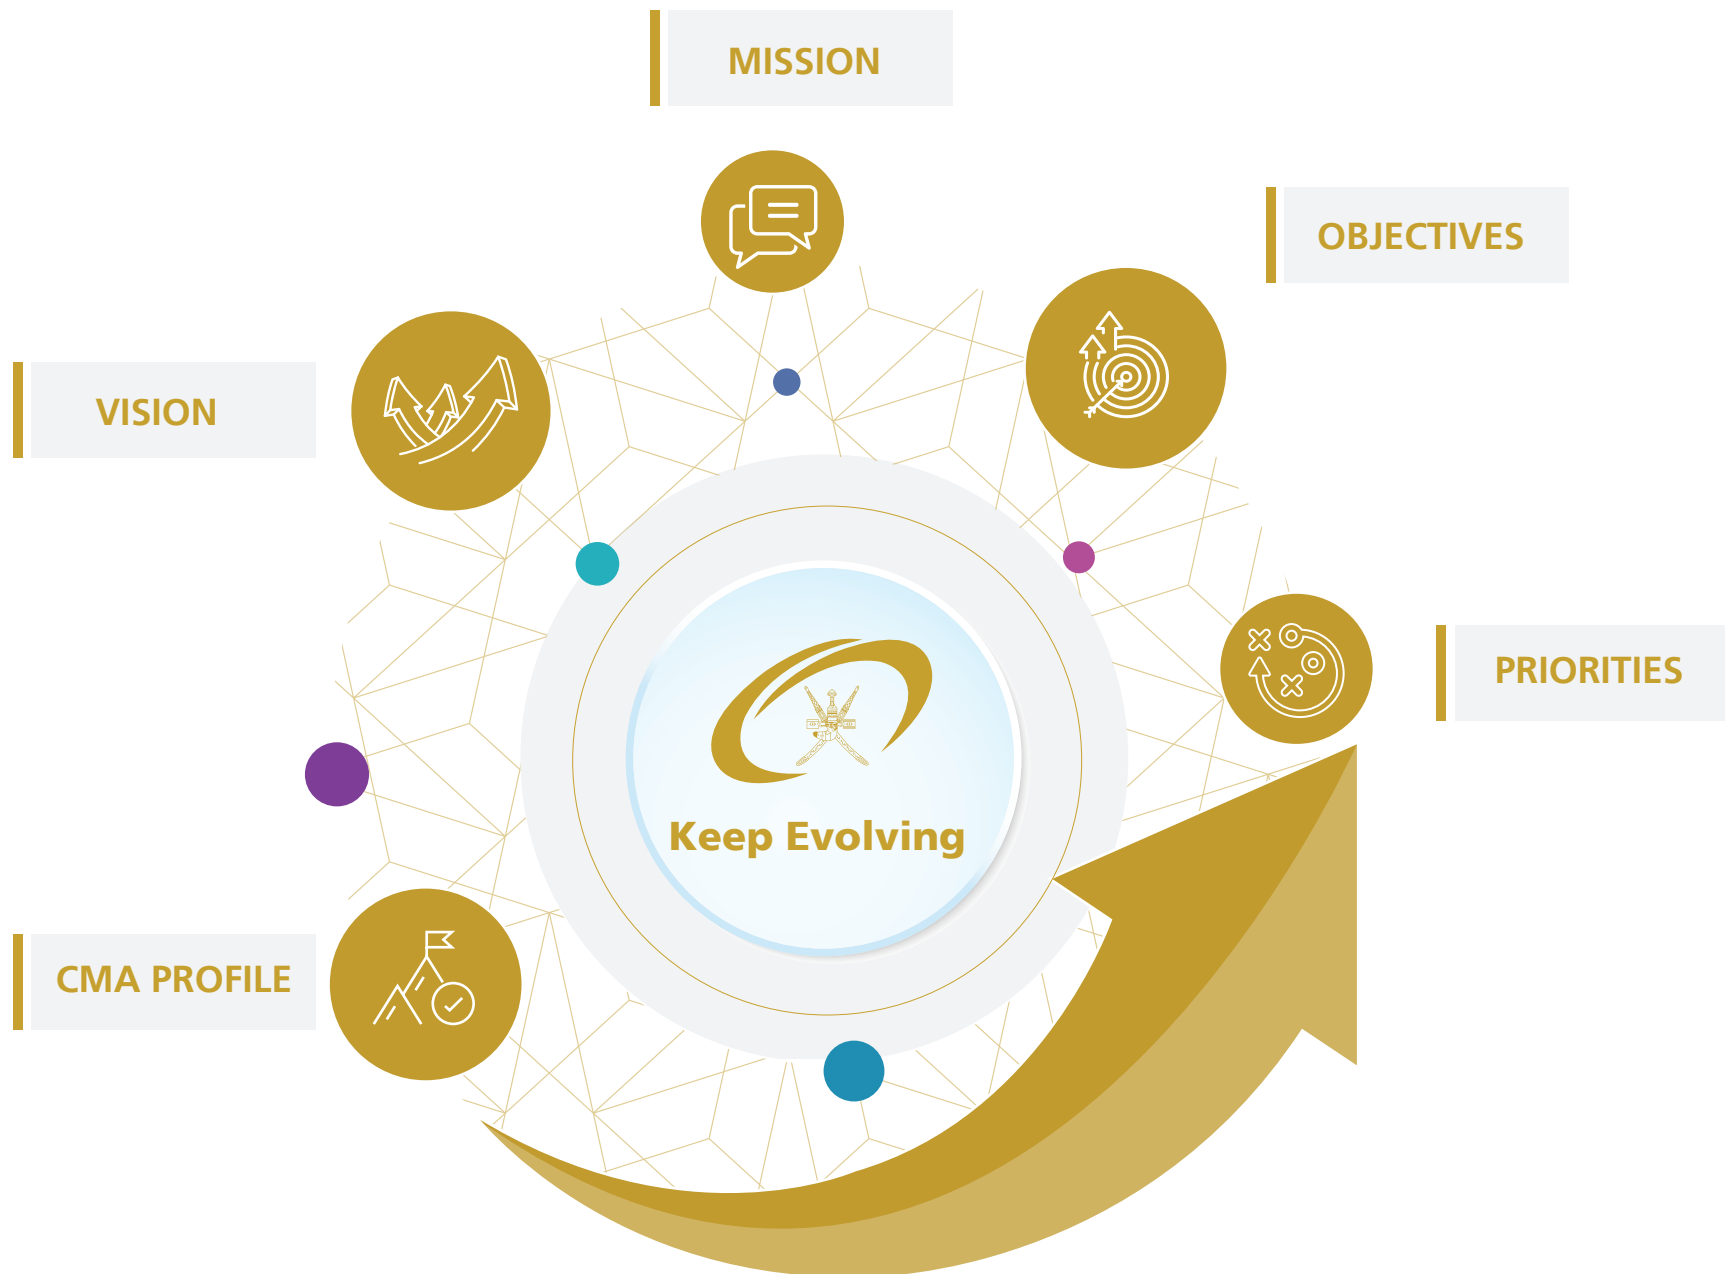 MISSION
OBJECTIVES
VISION
PRIORITIES
Keep Evolving
CMA PROFILE